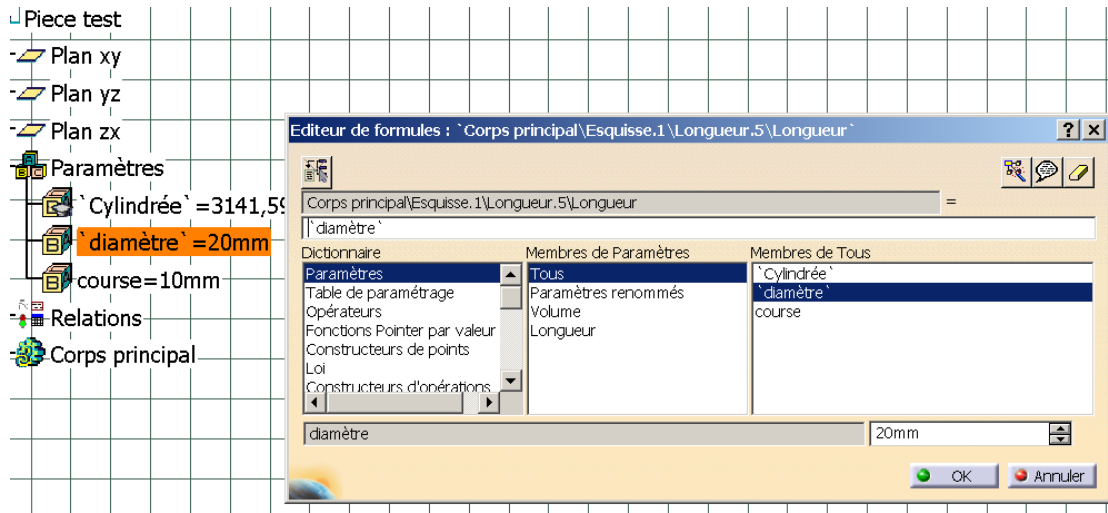 Piece test
Plan xy
Plan yz
Plan zx
Paramètres
`Cylindrée`=3141,59
`diamètre`=20mm
course=10mm
Relations
Corps principal
Editeur de formules : `Corps principal\Esquisse.1\Longueur.5\Longueur`
Corps principal\Esquisse.1\Longueur.5\Longueur =
`diamètre`
Dictionnaire Membres de Paramètres Membres de Tous
Paramètres Tous `Cylindrée`
Table de paramétrage Paramètres renommés `diamètre`
Opérateurs Volume course
Fonctions Pointer par valeur Longueur
Constructeurs de points
Loi
Constructeurs d'opérations
diamètre 20mm
OK Annuler